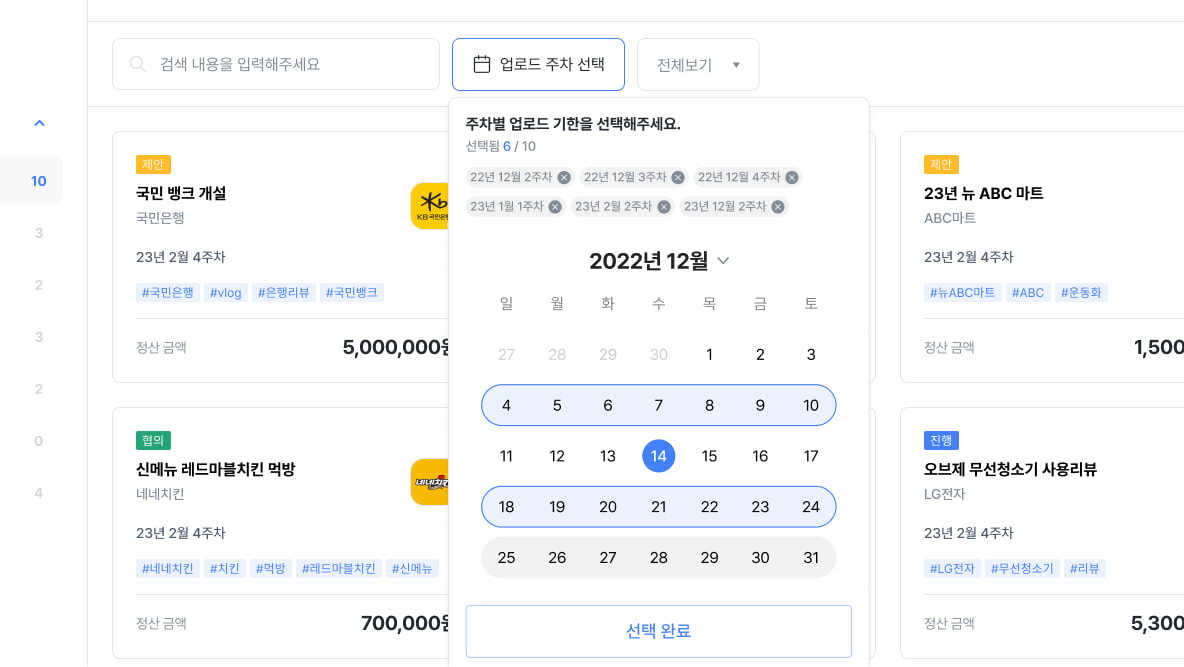 검색 내용을 입력해주세요
업로드 주차 선택
전체보기
10
3
2
3
2
0
4
제안
국민 뱅크 개설
국민은행
23년 2월 4주차
#국민은행 #vlog #은행리뷰 #국민뱅크
정산 금액 5,000,000원
협의
신메뉴 레드마블치킨 먹방
네네치킨
23년 2월 4주차
#네네치킨 #치킨 #먹방 #레드마블치킨 #신메뉴
정산 금액 700,000원
주차별 업로드 기한을 선택해주세요.
선택됨 6 / 10
22년 12월 2주차 22년 12월 3주차 22년 12월 4주차
23년 1월 1주차 23년 2월 2주차 23년 12월 2주차
2022년 12월
일 월 화 수 목 금 토
27 28 29 30 1 2 3
4 5 6 7 8 9 10
11 12 13 14 15 16 17
18 19 20 21 22 23 24
25 26 27 28 29 30 31
선택 완료
제안
23년 뉴 ABC 마트
ABC마트
23년 2월 4주차
#뉴ABC마트 #ABC #운동화
정산 금액 1,500
진행
오브제 무선청소기 사용리뷰
LG전자
23년 2월 4주차
#LG전자 #무선청소기 #리뷰
정산 금액 5,300